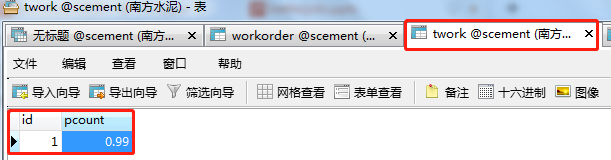 twork @scement (南方水泥) - 表
无标题 @scement (南方水... workorder @scement (... twork @scement (南方...
文件 编辑 查看 窗口 帮助
导入向导 导出向导 筛选向导 网格查看 表单查看 备注 十六进制 图像
id pcount
1 0.99